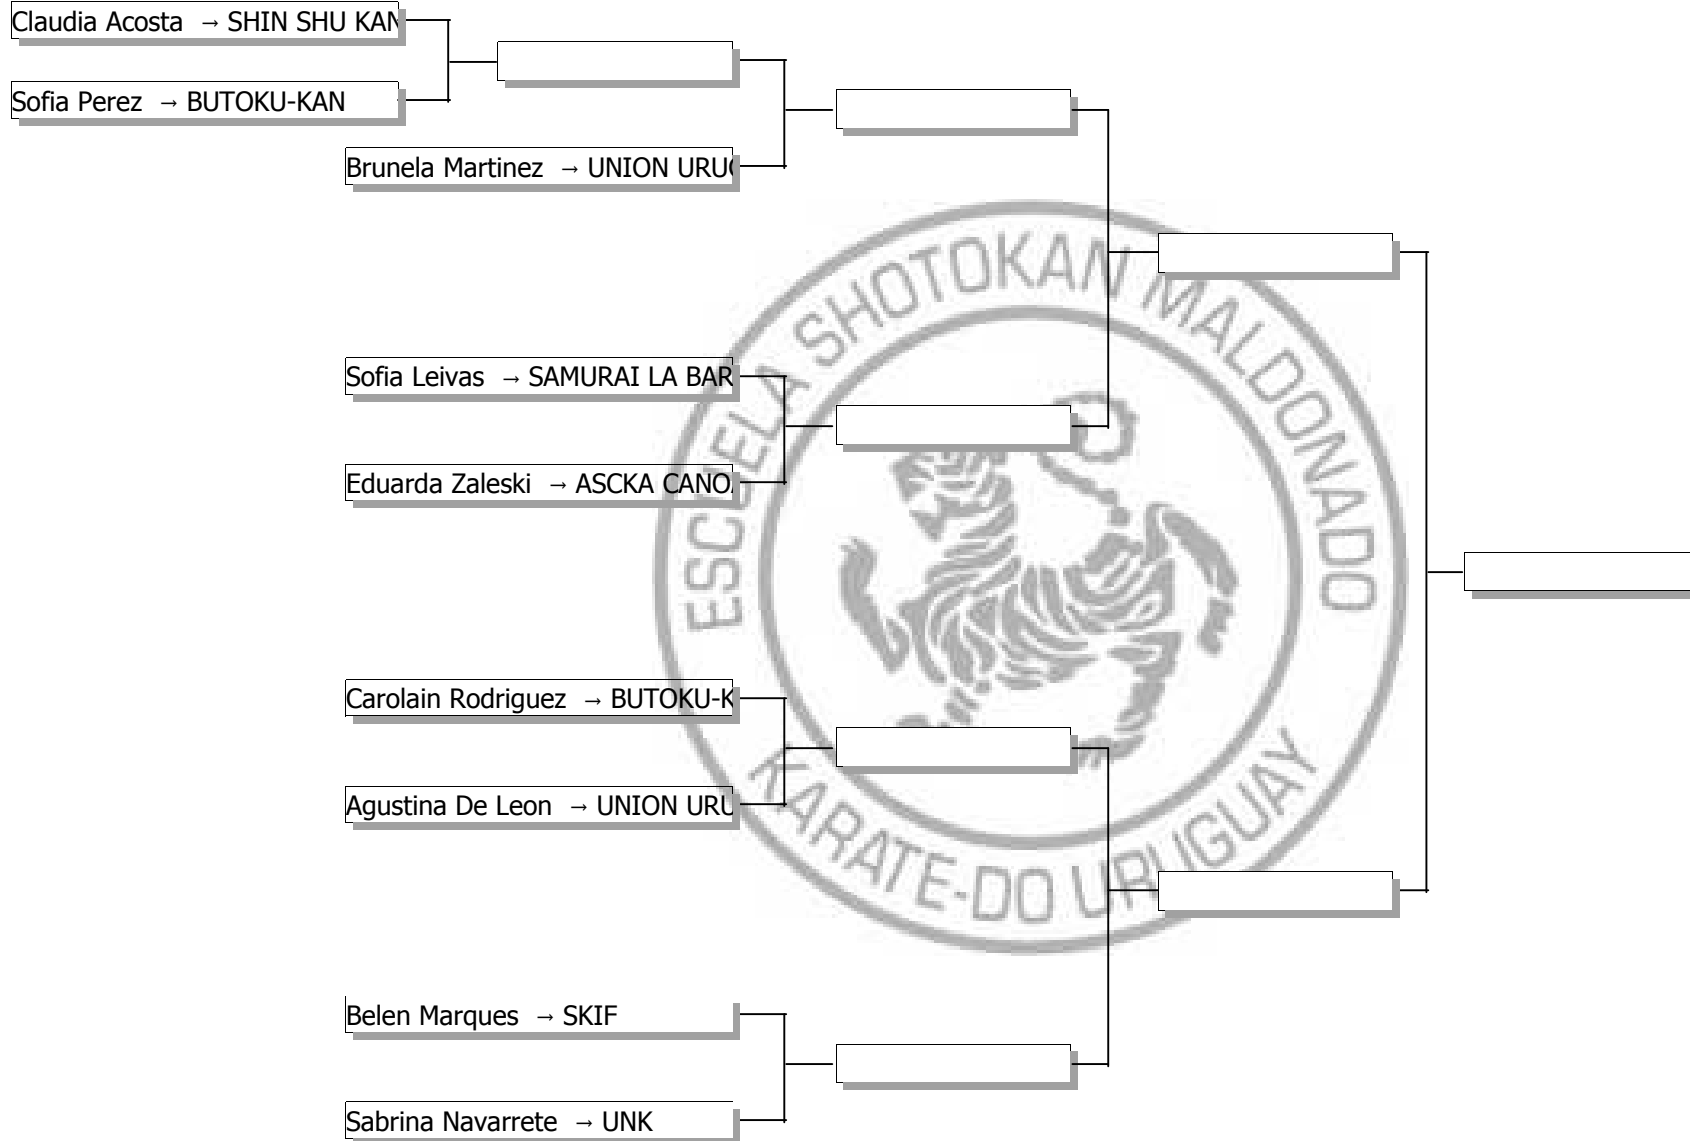 Claudia Acosta → SHIN SHU KAN
Sofia Perez → BUTOKU-KAN
Brunela Martinez → UNION URU
Sofia Leivas → SAMURAI LA BAR
Eduarda Zaleski → ASCKA CANO
Carolain Rodriguez → BUTOKU-K
Agustina De Leon → UNION URU
Belen Marques → SKIF
Sabrina Navarrete → UNK
ESCUELA SHOTOKAN MALDONADO
KARATE-DO URUGUAY